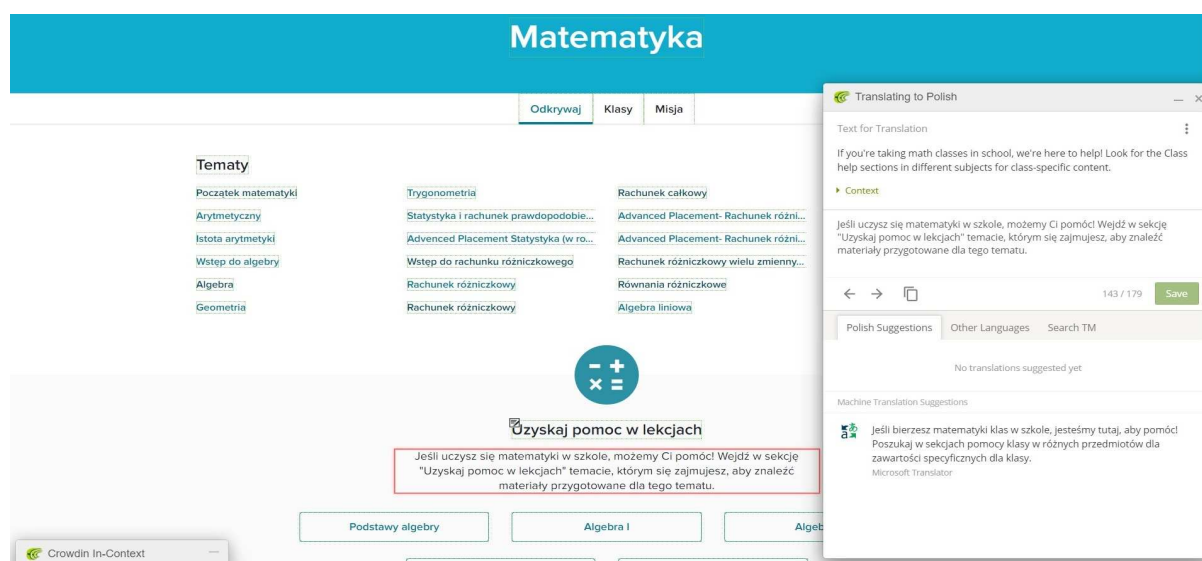 Matematyka
Odkrywaj Klasy Misja
Tematy
Początek matematyki
Arytmetyczny
Istota arytmetyki
Wstęp do algebry
Algebra
Geometria
Trygonometria
Statystyka i rachunek prawdopodobie...
Advenced Placement Statystyka (w ro...
Wstęp do rachunku różniczkowego
Rachunek różniczkowy
Rachunek różniczkowy
Rachunek całkowy
Advanced Placement- Rachunek różni...
Advanced Placement- Rachunek różni...
Rachunek różniczkowy wielu zmienny...
Równania różniczkowe
Algebra liniowa
Uzyskaj pomoc w lekcjach
Jeśli uczysz się matematyki w szkole, możemy Ci pomóc! Wejdź w sekcję
"Uzyskaj pomoc w lekcjach" temacie, którym się zajmujesz, aby znaleźć
materiały przygotowane dla tego tematu.
Podstawy algebry
Algebra I
Algeb
Crowdin In-Context
Translating to Polish
Text for Translation
If you're taking math classes in school, we're here to help! Look for the Class
help sections in different subjects for class-specific content.
Context
Jeśli uczysz się matematyki w szkole, możemy Ci pomóc! Wejdź w sekcję
"Uzyskaj pomoc w lekcjach" temacie, którym się zajmujesz, aby znaleźć
materiały przygotowane dla tego tematu.
143 / 179 Save
Polish Suggestions Other Languages Search TM
No translations suggested yet
Machine Translation Suggestions
Jeśli bierzesz matematyki klas w szkole, jesteśmy tutaj, aby pomóc!
Poszukaj w sekcjach pomocy klasy w różnych przedmiotów dla
zawartości specyficznych dla klasy.
Microsoft Translator